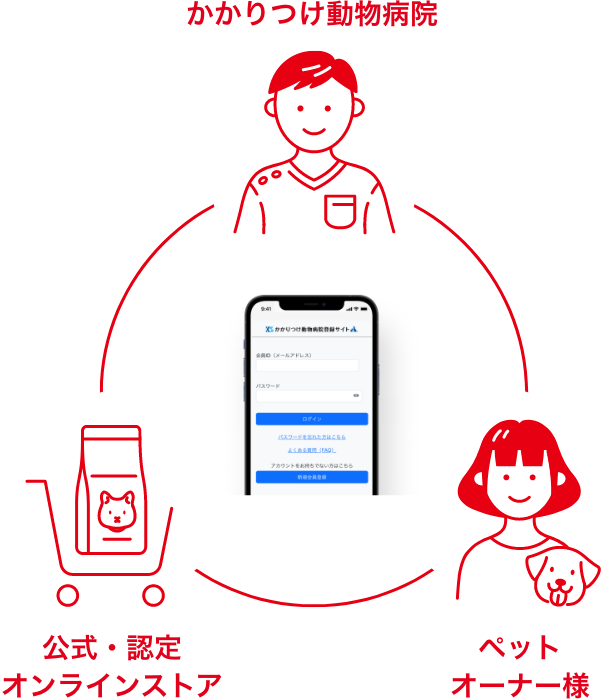 かかりつけ動物病院
9:41
XS かかりつけ動物病院登録サイト
会員ID（メールアドレス）
パスワード
ログイン
パスワードを忘れた方はこちら
よくある質問（FAQ）
アカウントをお持ちでない方はこちら
新規会員登録
公式・認定
オンラインストア
ペット
オーナー様